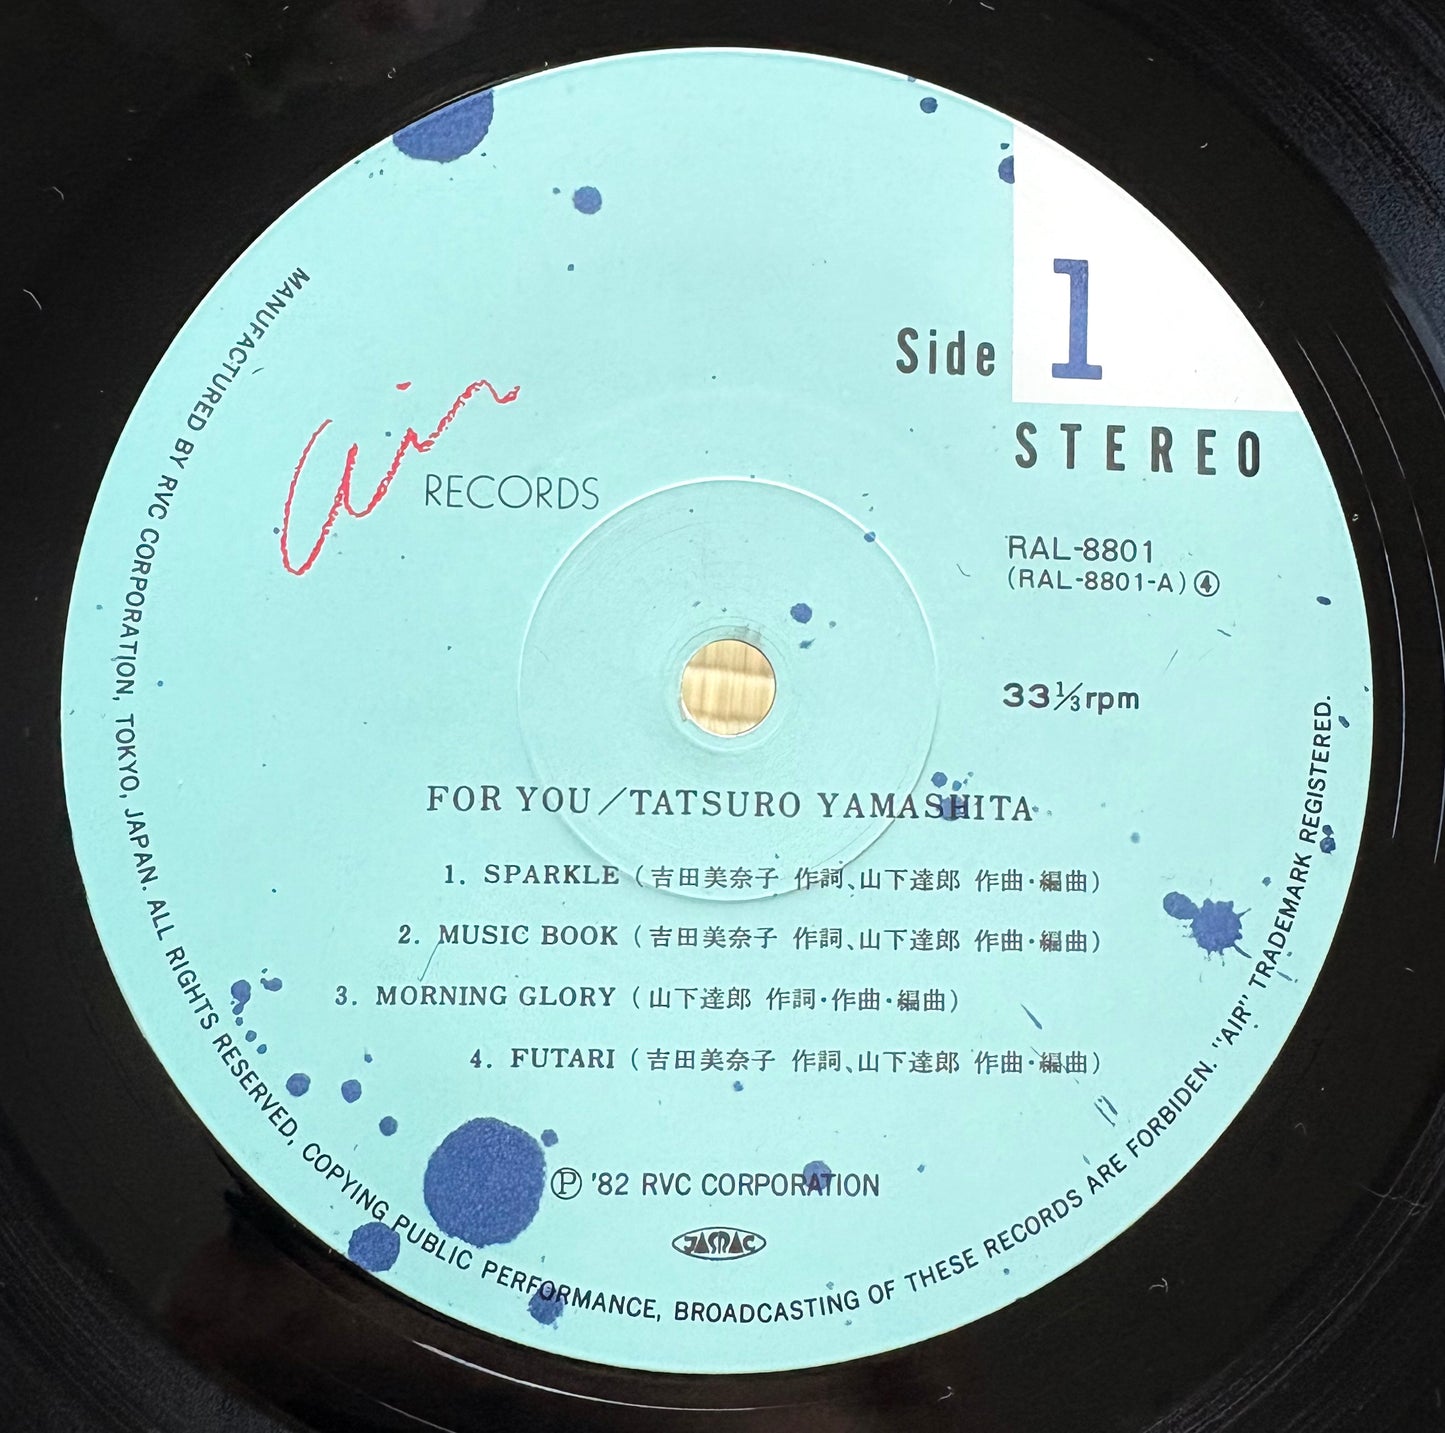 Side 1
STEREO
Air
RECORDS
RAL-8801
(RAL-8801-A)④
33⅓rpm
FOR YOU／TATSURO YAMASHITA
1. SPARKLE（吉田美奈子 作詞、山下達郎 作曲・編曲）
2. MUSIC BOOK（吉田美奈子 作詞、山下達郎 作曲・編曲）
3. MORNING GLORY（山下達郎 作詞・作曲・編曲）
4. FUTARI（吉田美奈子 作詞、山下達郎 作曲・編曲）
Ⓟ '82 RVC CORPORATION
JASRAC
MANUFACTURED BY RVC CORPORATION, TOKYO, JAPAN. ALL RIGHTS RESERVED, COPYING PUBLIC PERFORMANCE, BROADCASTING OF THESE RECORDS ARE FORBIDEN. "AIR" TRADEMARK REGISTERED.